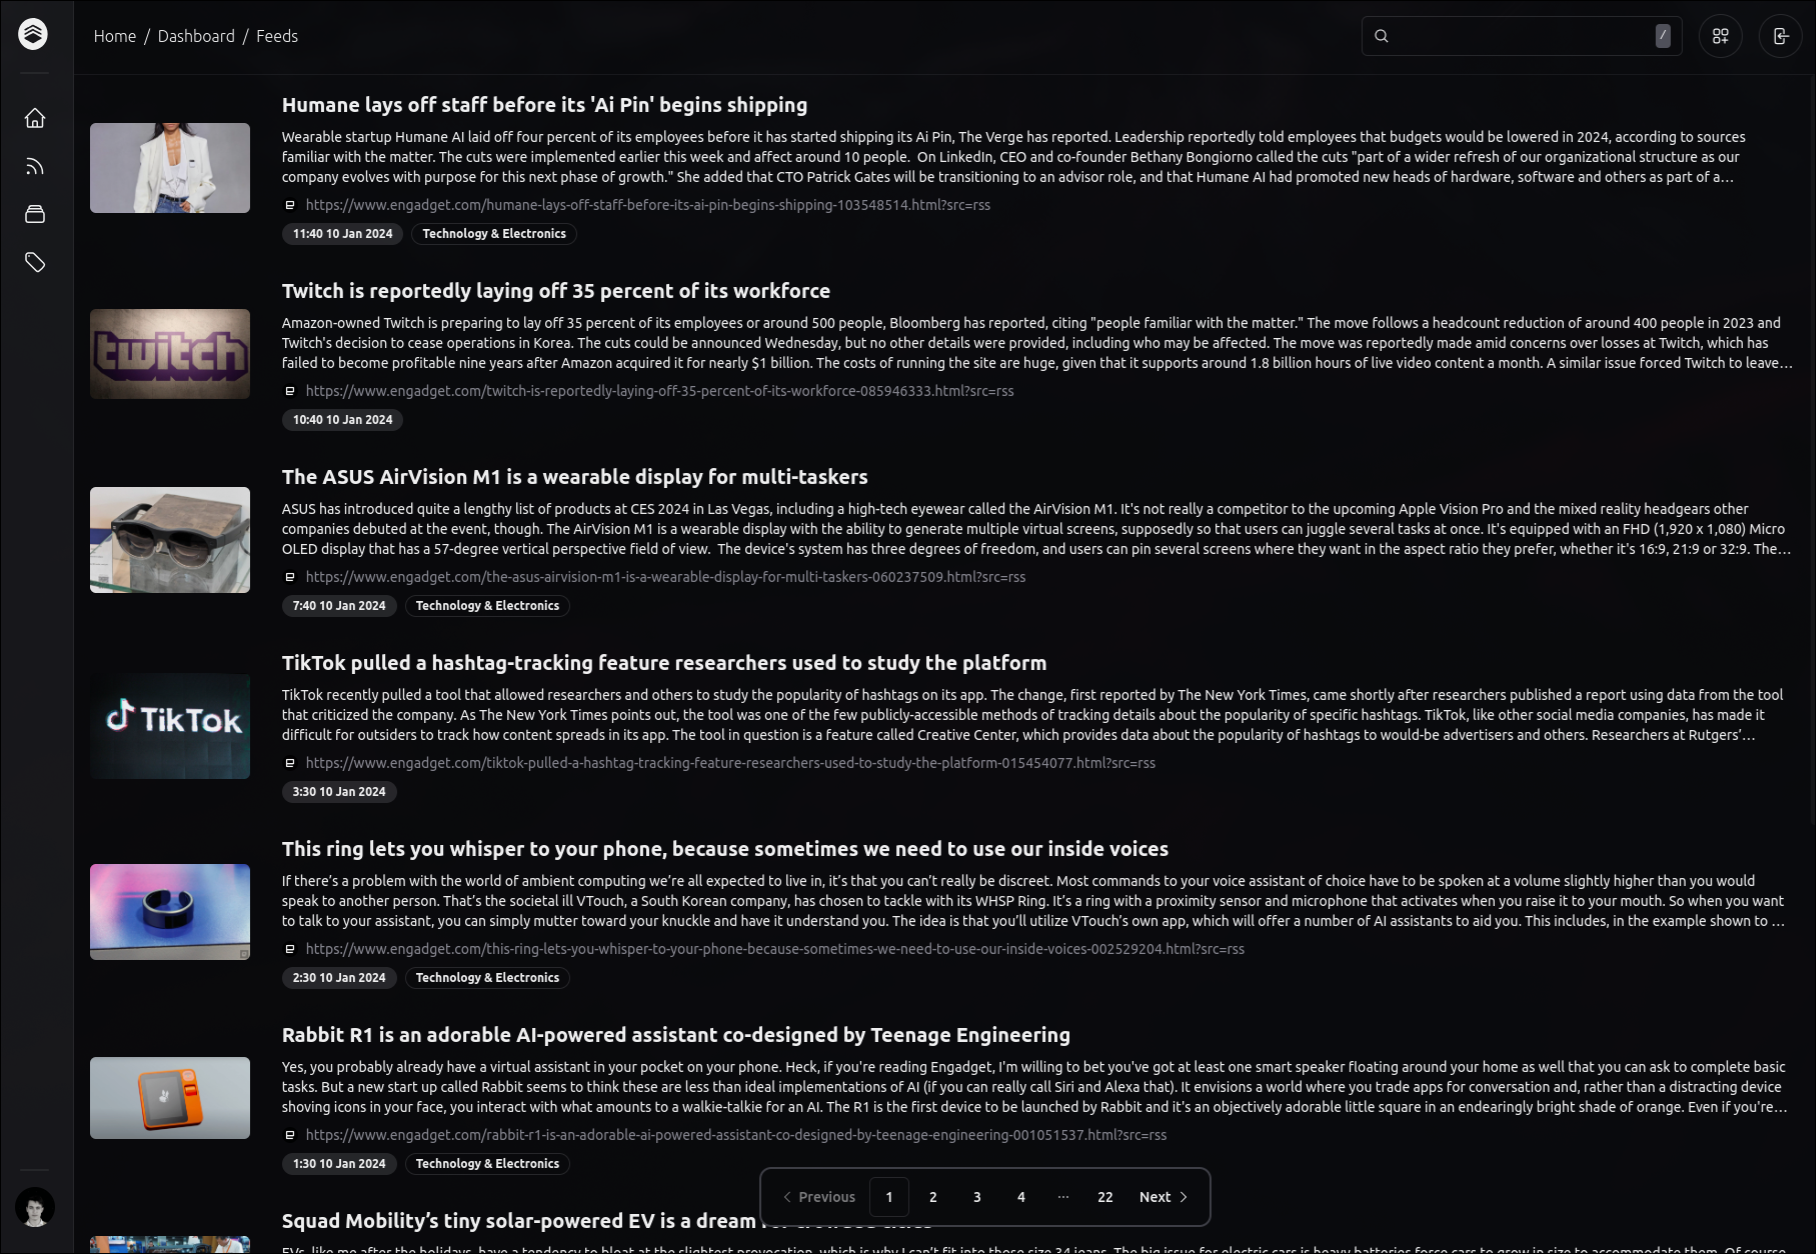 Home / Dashboard / Feeds
/
Humane lays off staff before its 'Ai Pin' begins shipping
Wearable startup Humane AI laid off four percent of its employees before it has started shipping its Ai Pin, The Verge has reported. Leadership reportedly told employees that budgets would be lowered in 2024, according to sources
familiar with the matter. The cuts were implemented earlier this week and affect around 10 people. On LinkedIn, CEO and co-founder Bethany Bongiorno called the cuts "part of a wider refresh of our organizational structure as our
company evolves with purpose for this next phase of growth." She added that CTO Patrick Gates will be transitioning to an advisor role, and that Humane AI had promoted new heads of hardware, software and others as part of a…
https://www.engadget.com/humane-lays-off-staff-before-its-ai-pin-begins-shipping-103548514.html?src=rss
11:40 10 Jan 2024 Technology & Electronics
Twitch is reportedly laying off 35 percent of its workforce
twitch
Amazon-owned Twitch is preparing to lay off 35 percent of its employees or around 500 people, Bloomberg has reported, citing "people familiar with the matter." The move follows a headcount reduction of around 400 people in 2023 and
Twitch's decision to cease operations in Korea. The cuts could be announced Wednesday, but no other details were provided, including who may be affected. The move was reportedly made amid concerns over losses at Twitch, which has
failed to become profitable nine years after Amazon acquired it for nearly $1 billion. The costs of running the site are huge, given that it supports around 1.8 billion hours of live video content a month. A similar issue forced Twitch to leave…
https://www.engadget.com/twitch-is-reportedly-laying-off-35-percent-of-its-workforce-085946333.html?src=rss
10:40 10 Jan 2024
The ASUS AirVision M1 is a wearable display for multi-taskers
ASUS has introduced quite a lengthy list of products at CES 2024 in Las Vegas, including a high-tech eyewear called the AirVision M1. It's not really a competitor to the upcoming Apple Vision Pro and the mixed reality headgears other
companies debuted at the event, though. The AirVision M1 is a wearable display with the ability to generate multiple virtual screens, supposedly so that users can juggle several tasks at once. It's equipped with an FHD (1,920 x 1,080) Micro
OLED display that has a 57-degree vertical perspective field of view. The device's system has three degrees of freedom, and users can pin several screens where they want in the aspect ratio they prefer, whether it's 16:9, 21:9 or 32:9. The…
https://www.engadget.com/the-asus-airvision-m1-is-a-wearable-display-for-multi-taskers-060237509.html?src=rss
7:40 10 Jan 2024 Technology & Electronics
TikTok pulled a hashtag-tracking feature researchers used to study the platform
TikTok
TikTok recently pulled a tool that allowed researchers and others to study the popularity of hashtags on its app. The change, first reported by The New York Times, came shortly after researchers published a report using data from the tool
that criticized the company. As The New York Times points out, the tool was one of the few publicly-accessible methods of tracking details about the popularity of specific hashtags. TikTok, like other social media companies, has made it
difficult for outsiders to track how content spreads in its app. The tool in question is a feature called Creative Center, which provides data about the popularity of hashtags to would-be advertisers and others. Researchers at Rutgers’…
https://www.engadget.com/tiktok-pulled-a-hashtag-tracking-feature-researchers-used-to-study-the-platform-015454077.html?src=rss
3:30 10 Jan 2024
This ring lets you whisper to your phone, because sometimes we need to use our inside voices
If there’s a problem with the world of ambient computing we’re all expected to live in, it’s that you can’t really be discreet. Most commands to your voice assistant of choice have to be spoken at a volume slightly higher than you would
speak to another person. That’s the societal ill VTouch, a South Korean company, has chosen to tackle with its WHSP Ring. It’s a ring with a proximity sensor and microphone that activates when you raise it to your mouth. So when you want
to talk to your assistant, you can simply mutter toward your knuckle and have it understand you. The idea is that you’ll utilize VTouch’s own app, which will offer a number of AI assistants to aid you. This includes, in the example shown to …
https://www.engadget.com/this-ring-lets-you-whisper-to-your-phone-because-sometimes-we-need-to-use-our-inside-voices-002529204.html?src=rss
2:30 10 Jan 2024 Technology & Electronics
Rabbit R1 is an adorable AI-powered assistant co-designed by Teenage Engineering
Yes, you probably already have a virtual assistant in your pocket on your phone. Heck, if you're reading Engadget, I'm willing to bet you've got at least one smart speaker floating around your home as well that you can ask to complete basic
tasks. But a new start up called Rabbit seems to think these are less than ideal implementations of AI (if you can really call Siri and Alexa that). It envisions a world where you trade apps for conversation and, rather than a distracting device
shoving icons in your face, you interact with what amounts to a walkie-talkie for an AI. The R1 is the first device to be launched by Rabbit and it's an objectively adorable little square in an endearingly bright shade of orange. Even if you're…
https://www.engadget.com/rabbit-r1-is-an-adorable-ai-powered-assistant-co-designed-by-teenage-engineering-001051537.html?src=rss
1:30 10 Jan 2024 Technology & Electronics
Previous 1 2 3 4 ··· 22 Next
Squad Mobility’s tiny solar-powered EV is a dream
EVs, like me after the holidays, have a tendency to bloat at the slightest provocation, which is why I can’t fit into those size 34 jeans. The big issue for electric cars is heavy batteries force cars to grow in size to accommodate them. Of course